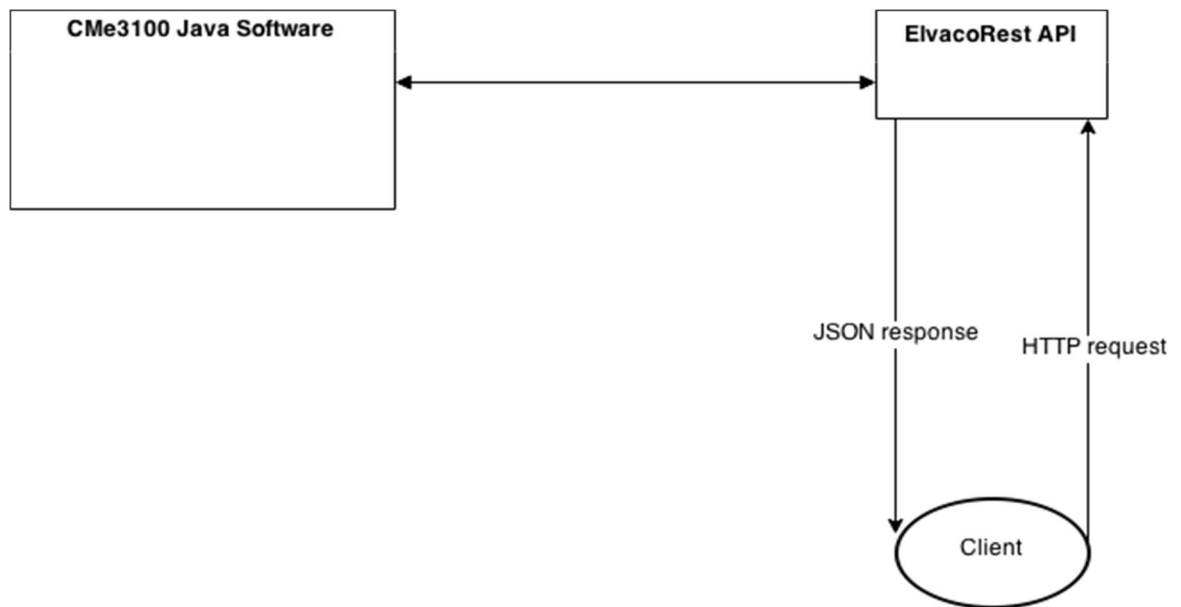 CMe3100 Java Software
ElvacoRest API
JSON response
HTTP request
Client